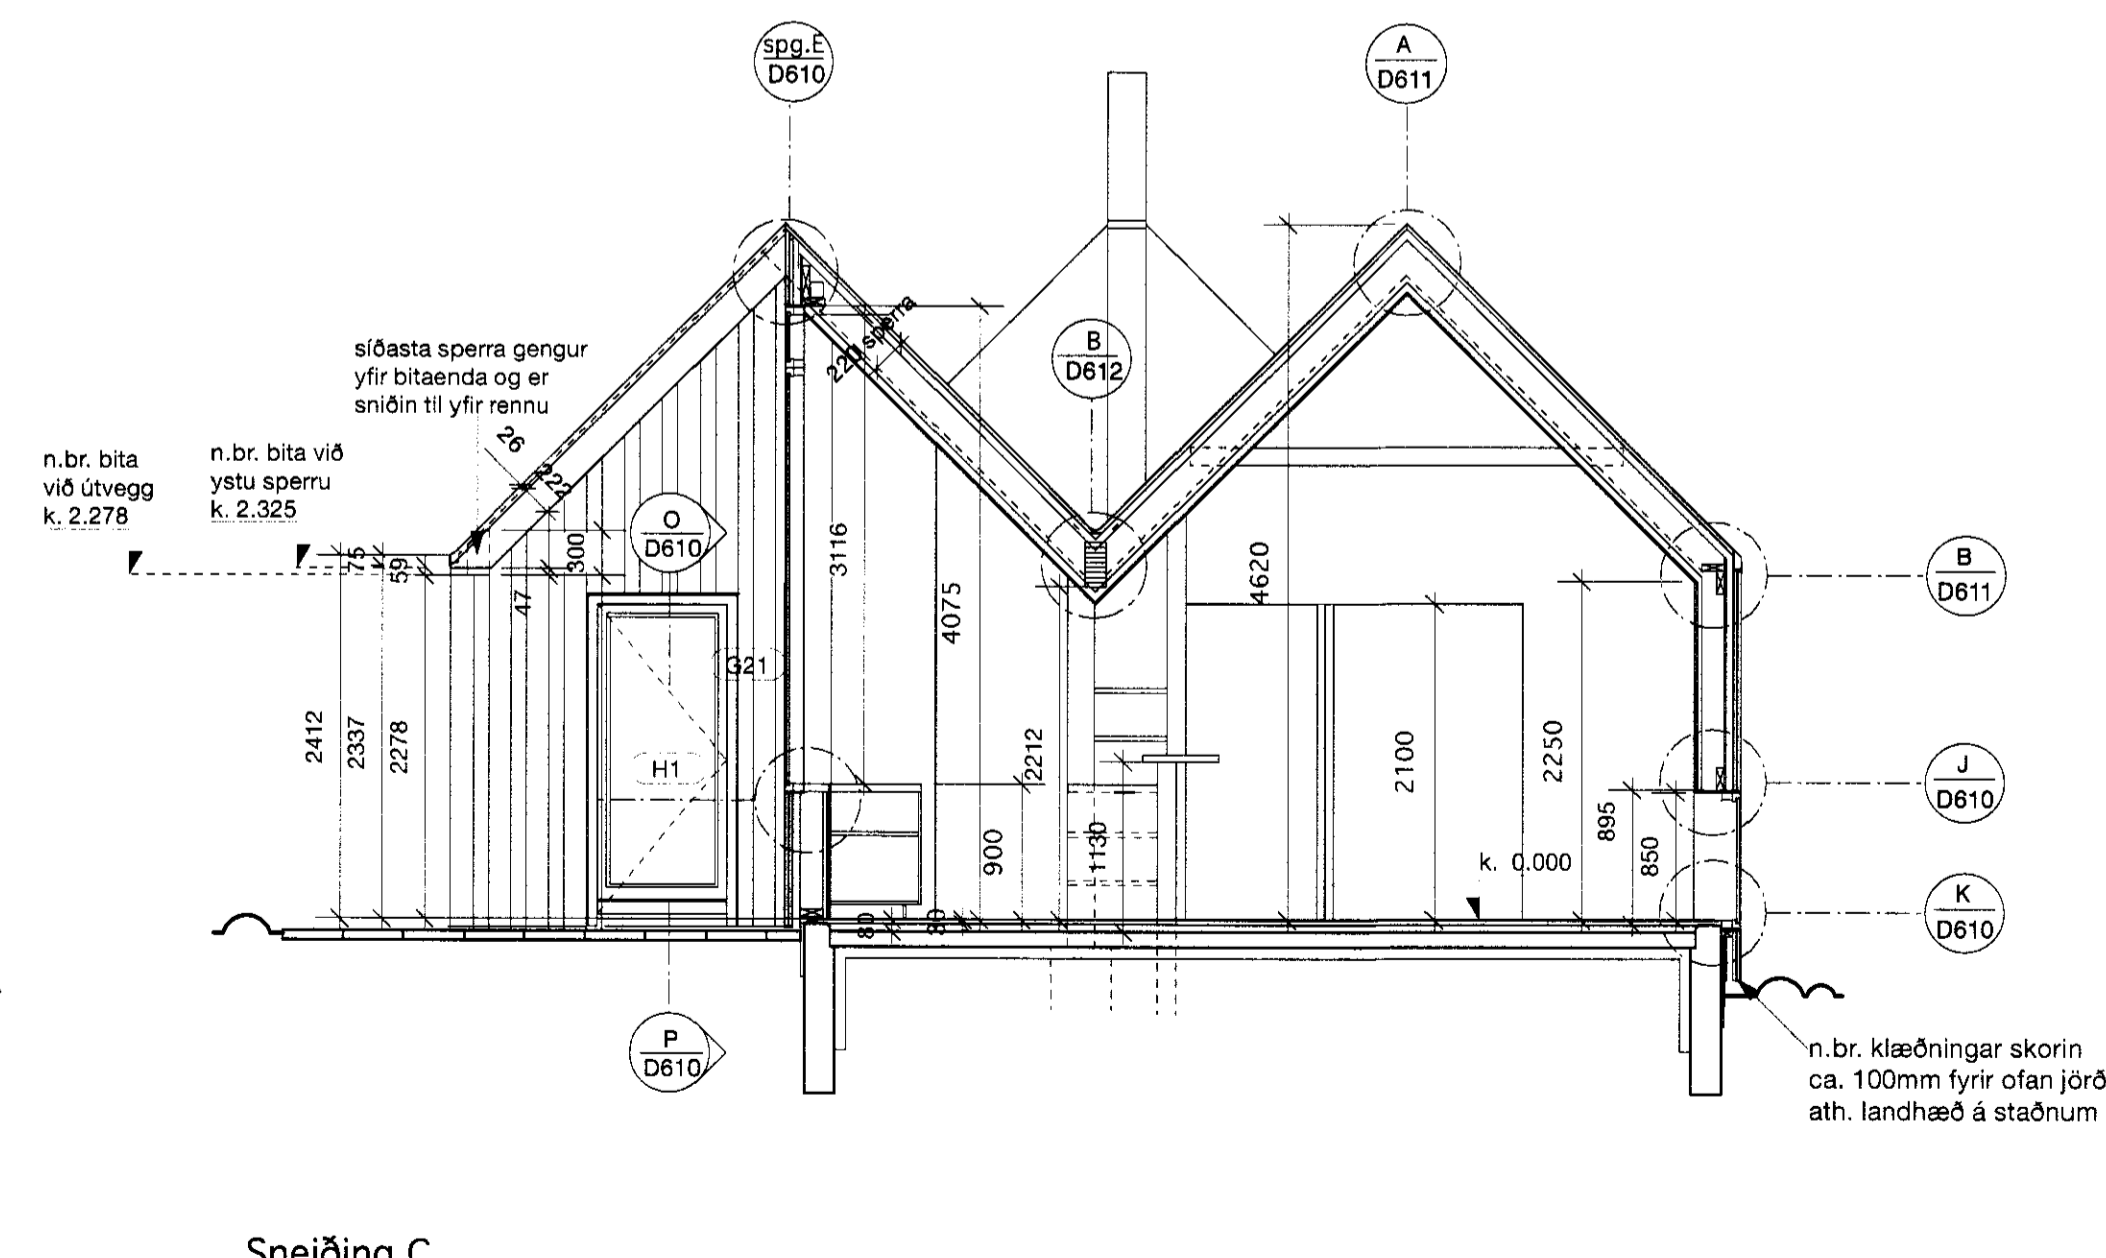 spg.E
D610
A
D611
síðasta sperra gengur
yfir bitaenda og er
sniðin til yfir rennu
220 sperra
B
D612
n.br. bita
við útvegg
k. 2.278
n.br. bita við
ystu sperru
k. 2.325
26
222
O
D610
75
59
300
47
3116
4075
4620
B
D611
G21
H1
2412
2337
2278
2212
2100
2250
J
D610
900
1130
895
850
k. 0.000
80
30
K
D610
P
D610
n.br. klæðningar skorin
ca. 100mm fyrir ofan jörð
ath. landhæð á staðnum
Sneiðing C